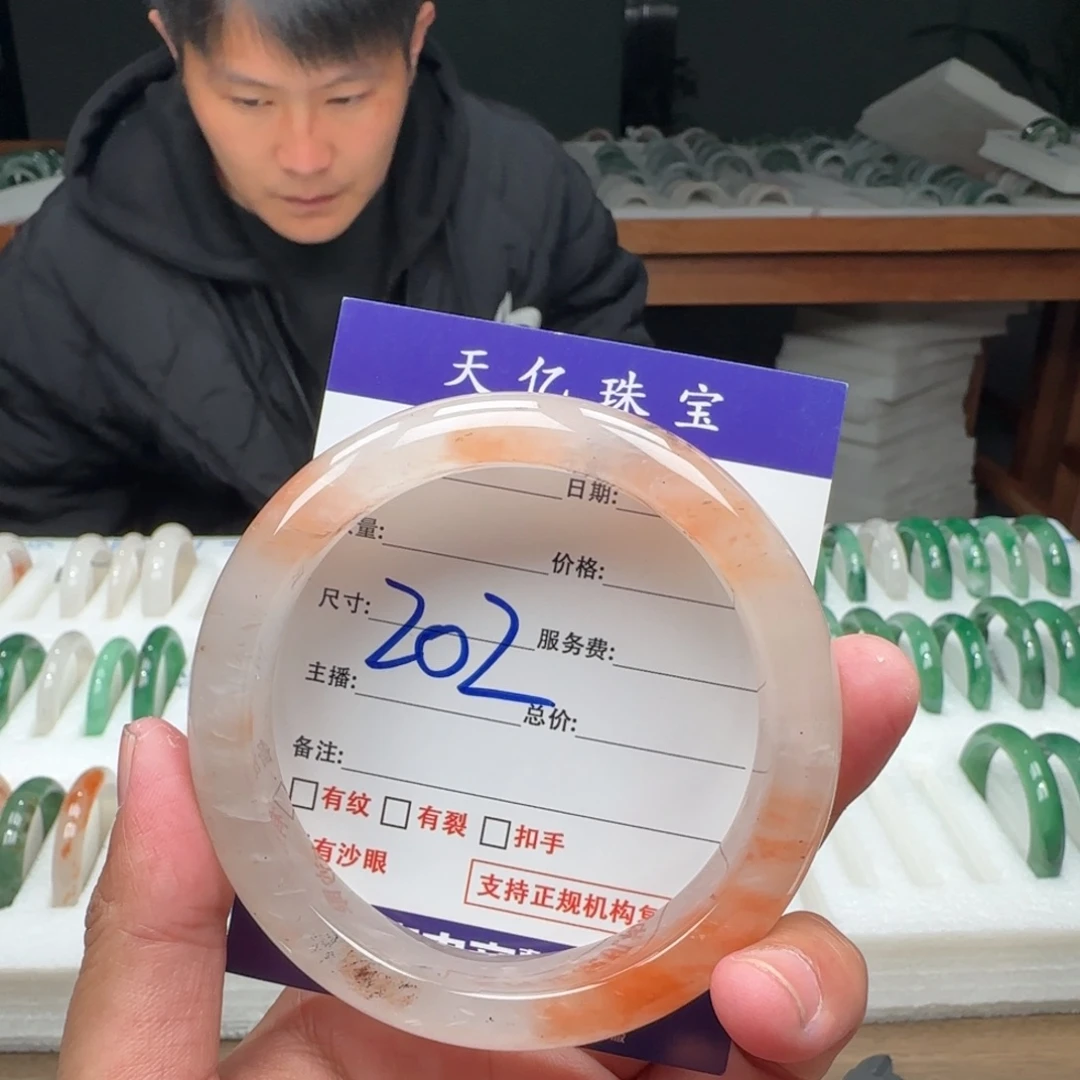 天亿珠宝
日期:
量:
价格:
尺寸:
202
服务费:
主播:
总价:
备注:
有纹 有裂 扣手
有沙眼
支持正规机构复